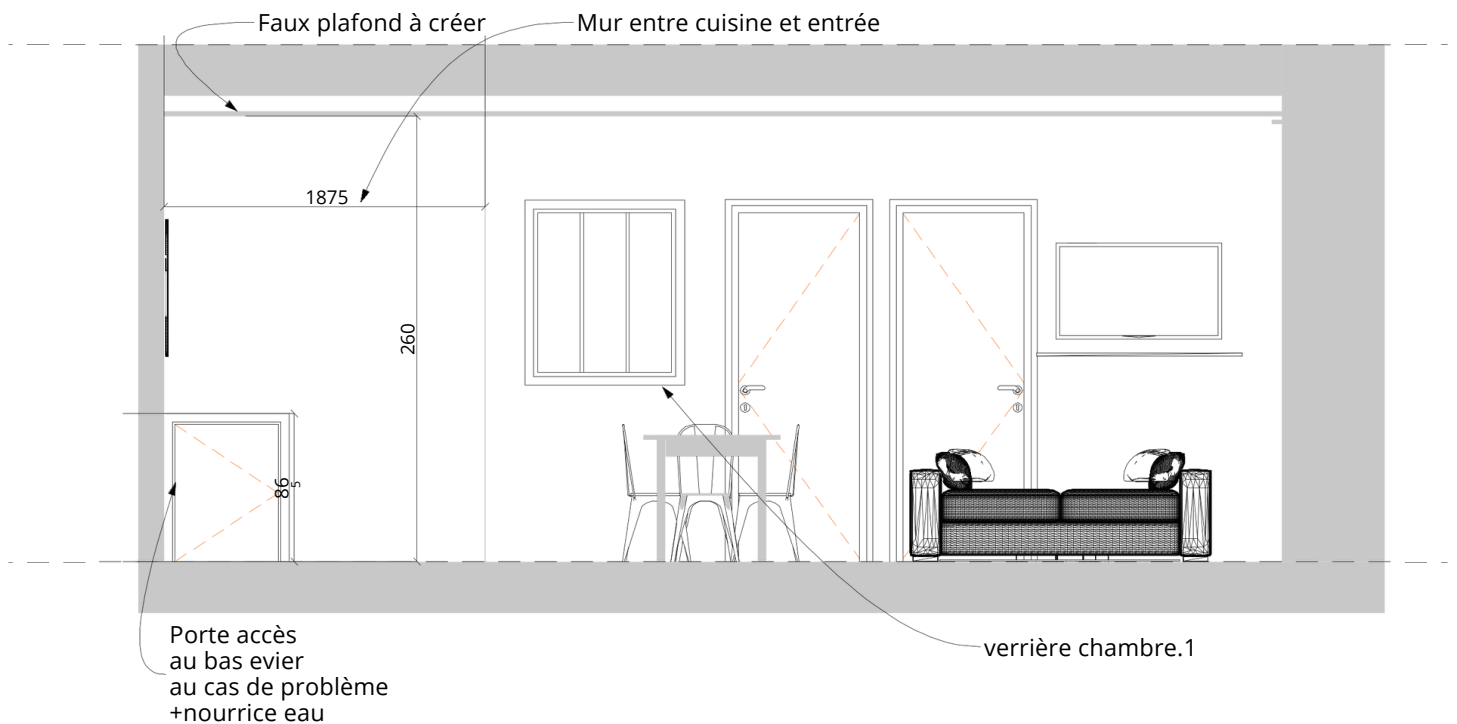 Faux plafond à créer
Mur entre cuisine et entrée
1875
260
86
5
Porte accès
au bas evier
au cas de problème
+nourrice eau
verrière chambre.1